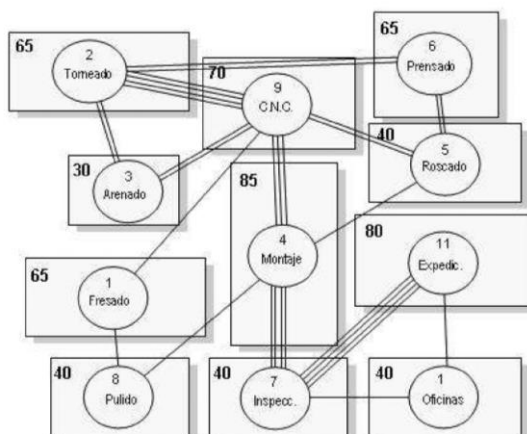 65
2
Torneado
65
6
Prensado
70
9
C.N.C.
40
5
Roscado
30
3
Arenado
85
4
Montaje
80
11
Expedic.
65
1
Fresado
40
8
Pulido
40
7
Inspecc.
40
1
Oficinas